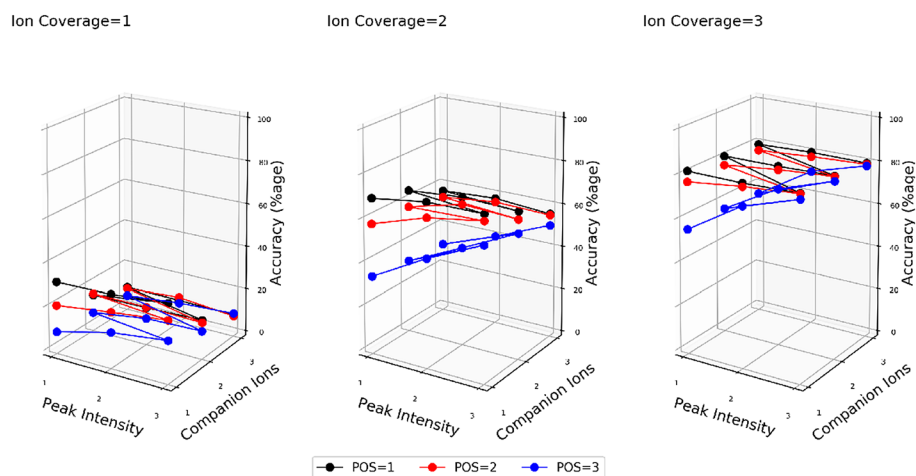 Ion Coverage=1
Ion Coverage=2
Ion Coverage=3
100
80
60
40
20
0
Accuracy (%age)
1
2
3
Peak Intensity
1
2
3
Companion Ions
100
80
60
40
20
0
Accuracy (%age)
1
2
3
Peak Intensity
1
2
3
Companion Ions
100
80
60
40
20
0
Accuracy (%age)
1
2
3
Peak Intensity
1
2
3
Companion Ions
POS=1 POS=2 POS=3